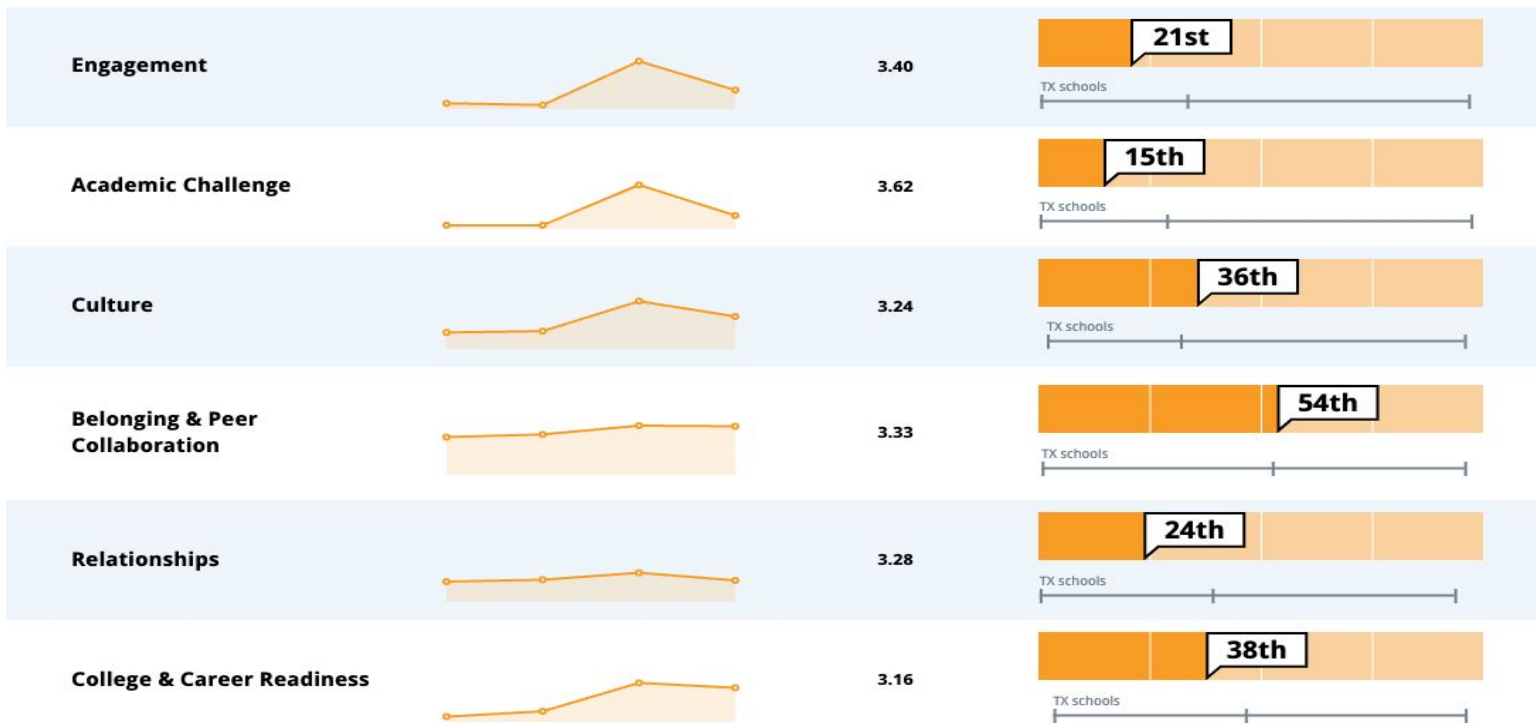 Engagement
3.40
21st
TX schools
Academic Challenge
3.62
15th
TX schools
Culture
3.24
36th
TX schools
Belonging & Peer
Collaboration
3.33
54th
TX schools
Relationships
3.28
24th
TX schools
College & Career Readiness
3.16
38th
TX schools